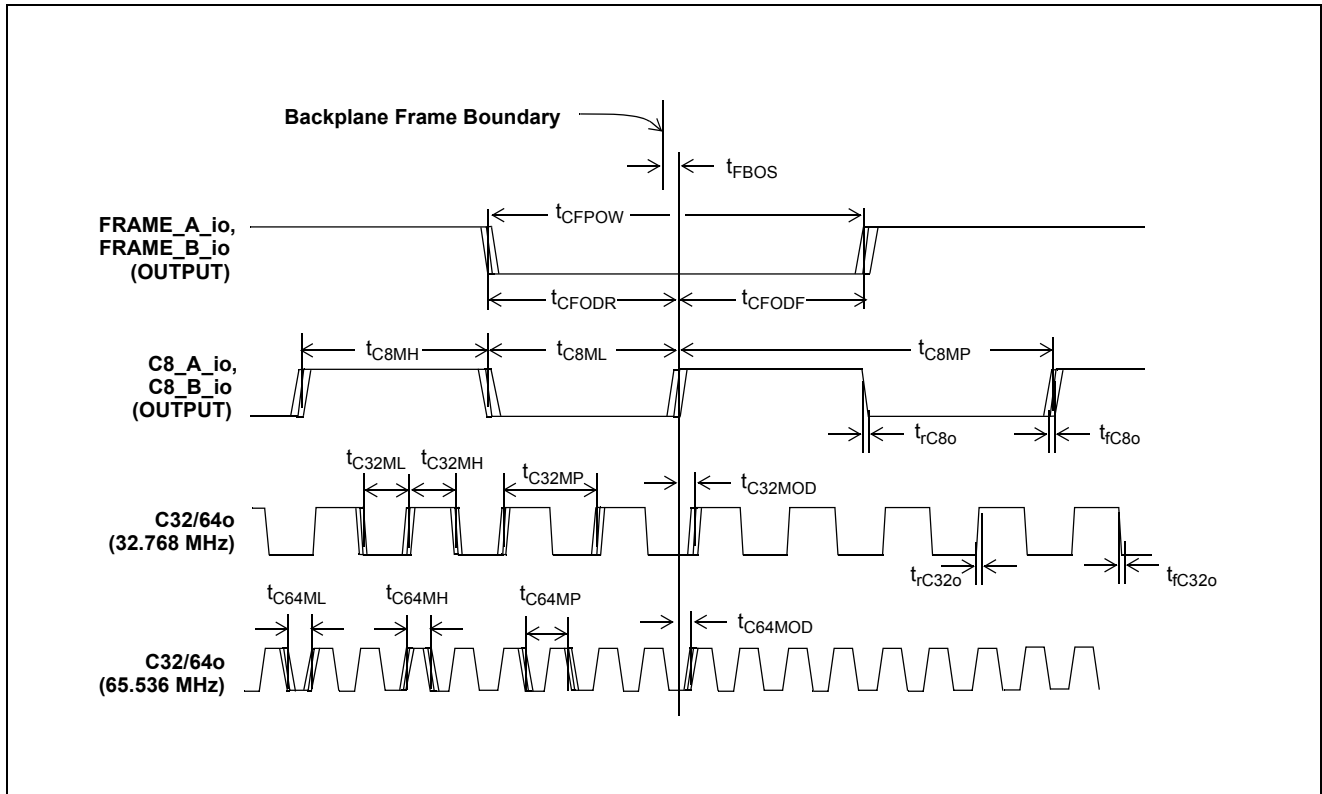 Backplane Frame Boundary
tFBOS
tCFPOW
FRAME_A_io,
FRAME_B_io
(OUTPUT)
tCFODR
tCFODF
tC8MH
tC8ML
tC8MP
C8_A_io,
C8_B_io
(OUTPUT)
trC8o
tfC8o
tC32ML
tC32MH
tC32MP
tC32MOD
C32/64o
(32.768 MHz)
trC32o
tfC32o
tC64ML
tC64MH
tC64MP
tC64MOD
C32/64o
(65.536 MHz)